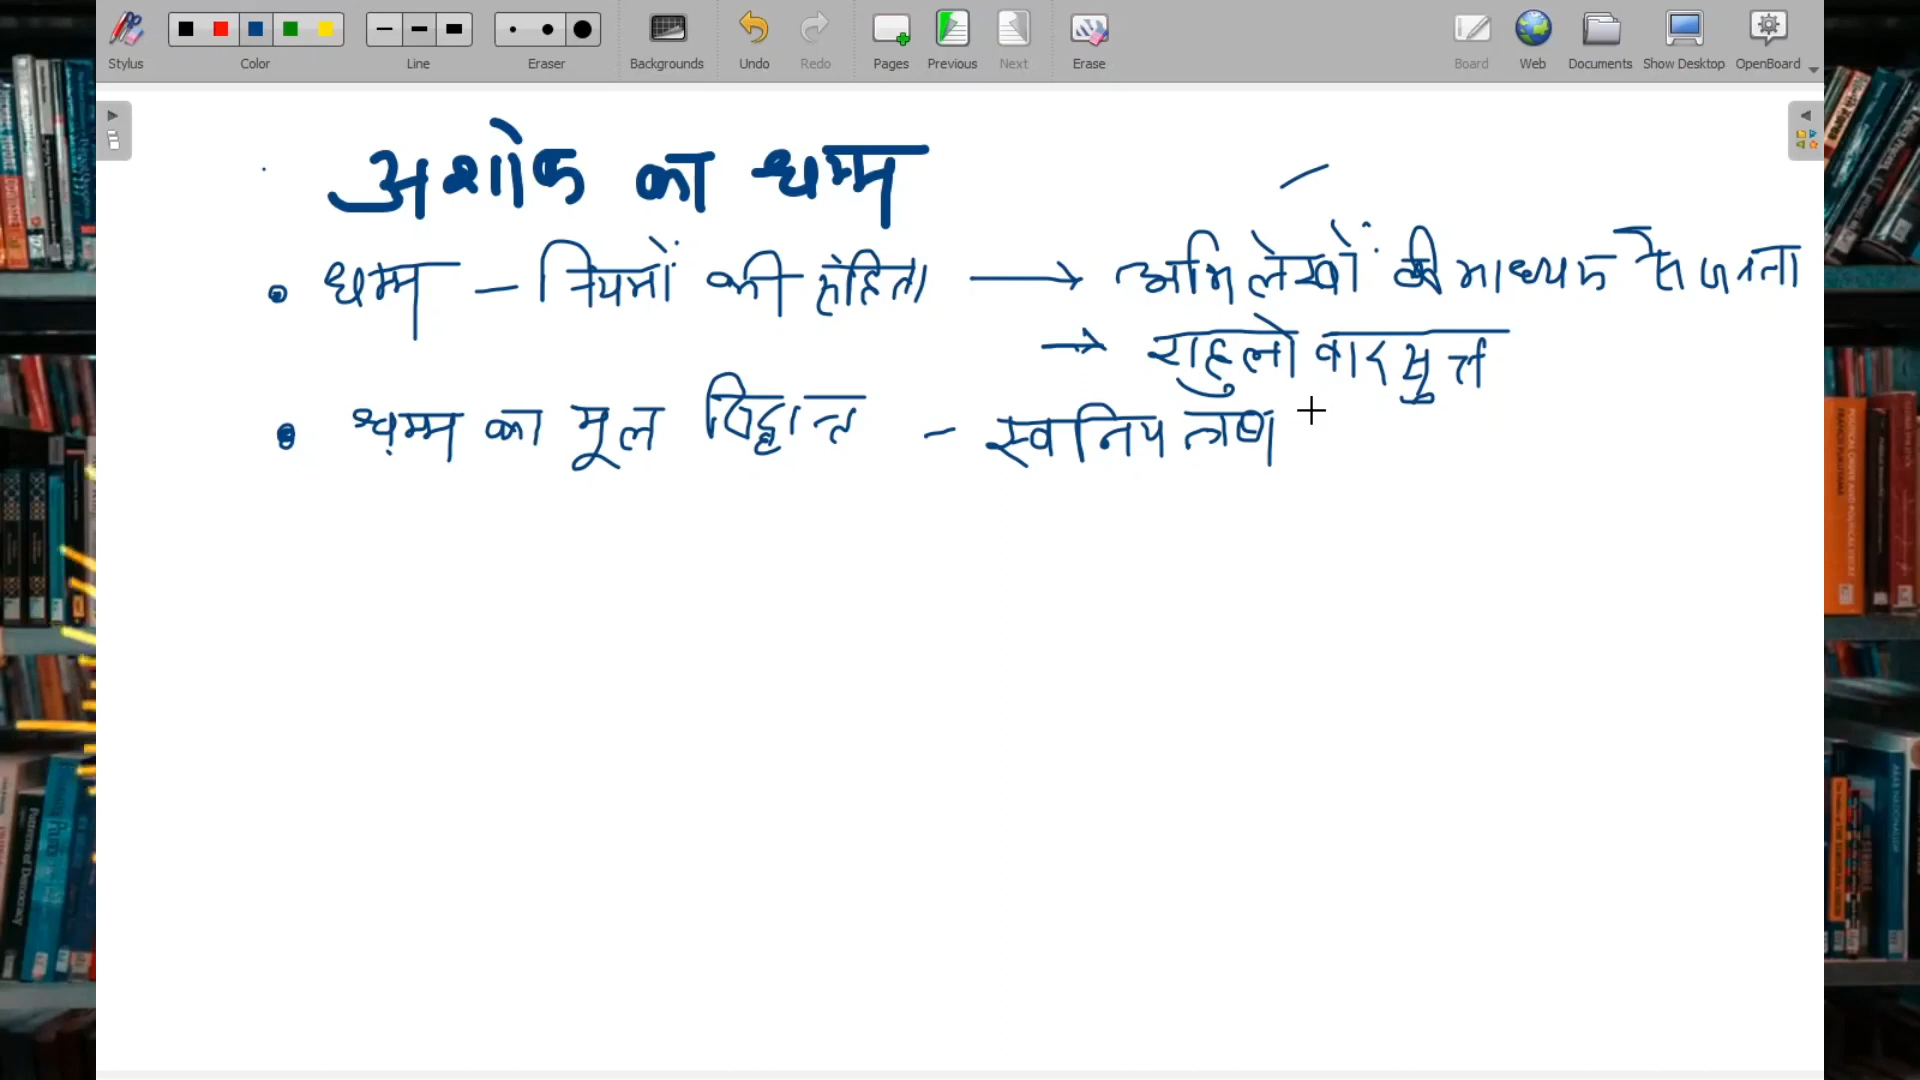 Stylus Color Line Eraser Backgrounds Undo Redo Pages Previous Next Erase Board Web Documents Show Desktop OpenBoard
अशोक का धम्म
• धम्म – नियमों की संहिता → अभिलेखों के माध्यम से जनता
→ राहुलोवादसुत्त
• धम्म का मूल सिद्धान्त – स्वनियन्त्रण